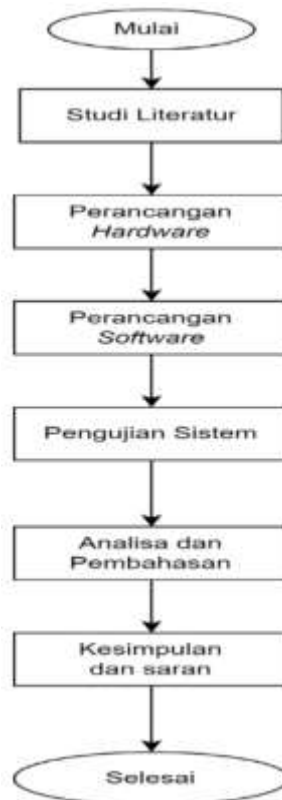 Mulai
Studi Literatur
Perancangan
Hardware
Perancangan
Software
Pengujian Sistem
Analisa dan
Pembahasan
Kesimpulan
dan saran
Selesai